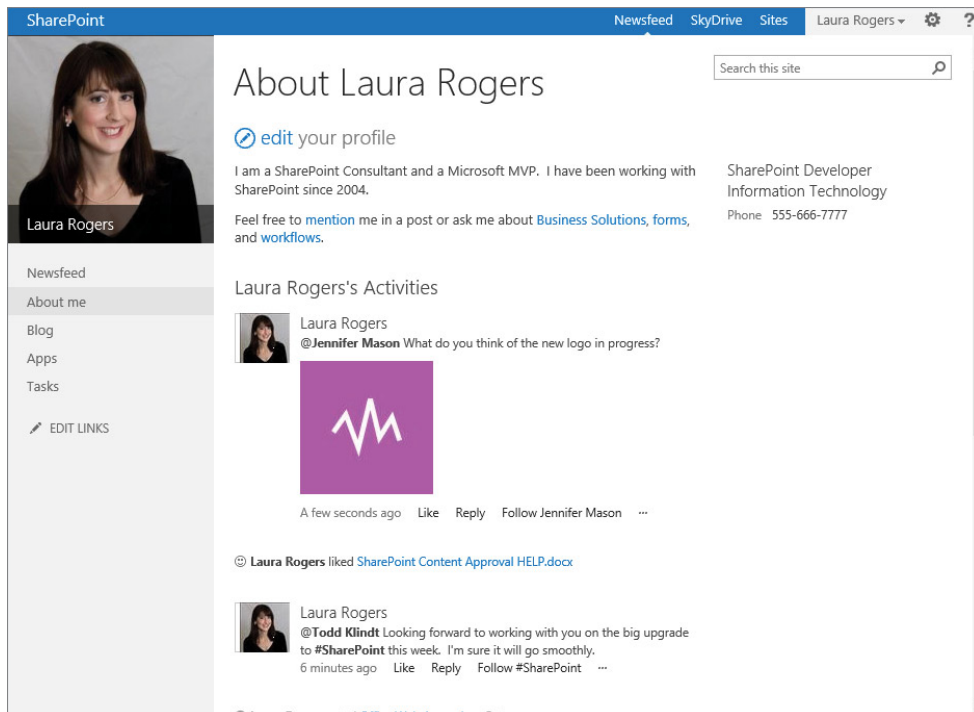 SharePoint
Newsfeed SkyDrive Sites Laura Rogers ?
Laura Rogers
Newsfeed
About me
Blog
Apps
Tasks
EDIT LINKS
About Laura Rogers
Search this site
edit your profile
I am a SharePoint Consultant and a Microsoft MVP. I have been working with
SharePoint since 2004.
Feel free to mention me in a post or ask me about Business Solutions, forms,
and workflows.
SharePoint Developer
Information Technology
Phone 555-666-7777
Laura Rogers's Activities
Laura Rogers
@Jennifer Mason What do you think of the new logo in progress?
A few seconds ago Like Reply Follow Jennifer Mason ...
Laura Rogers liked SharePoint Content Approval HELP.docx
Laura Rogers
@Todd Klindt Looking forward to working with you on the big upgrade
to #SharePoint this week. I'm sure it will go smoothly.
6 minutes ago Like Reply Follow #SharePoint ...